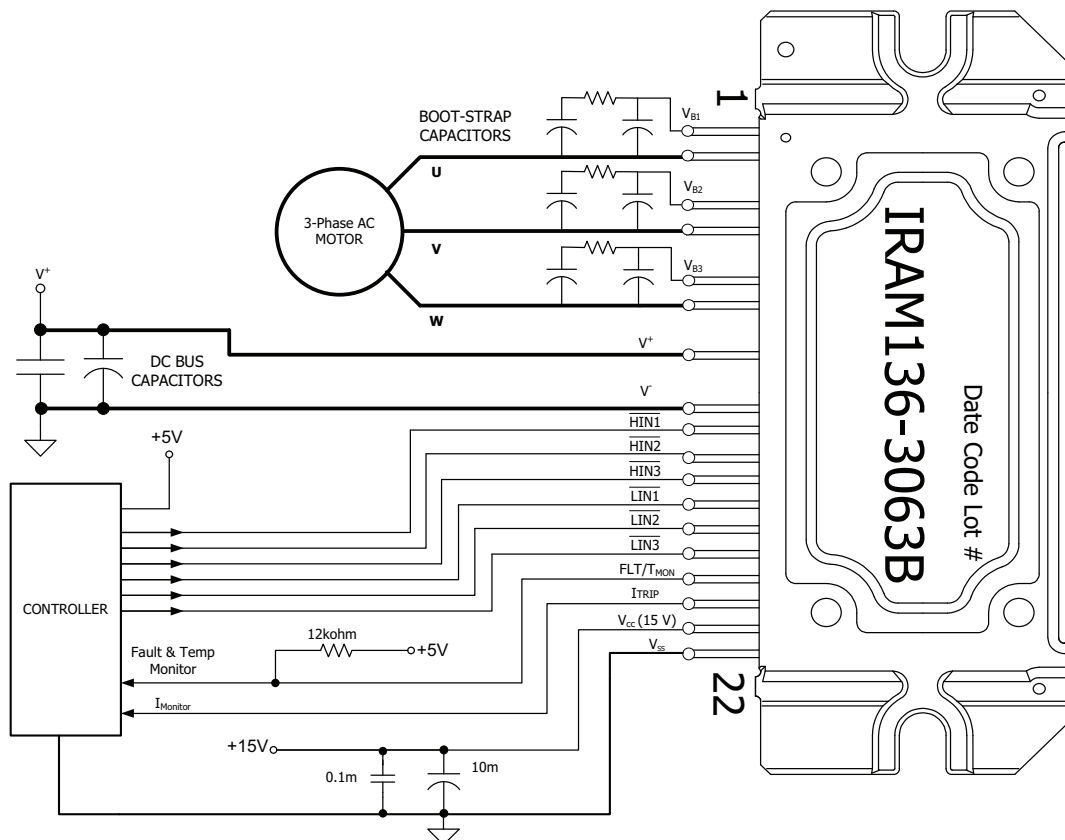 1
BOOT-STRAP
CAPACITORS
VB1
U
VB2
3-Phase AC
MOTOR
V
VB3
W
V+
V+
DC BUS
CAPACITORS
V-
+5V
HIN1
HIN2
HIN3
LIN1
LIN2
LIN3
FLT/TMON
ITRIP
Vcc (15 V)
VSS
CONTROLLER
12kohm
+5V
Fault & Temp
Monitor
IMonitor
+15V
0.1m
10m
22
IRAM136-3063B
Date Code Lot #